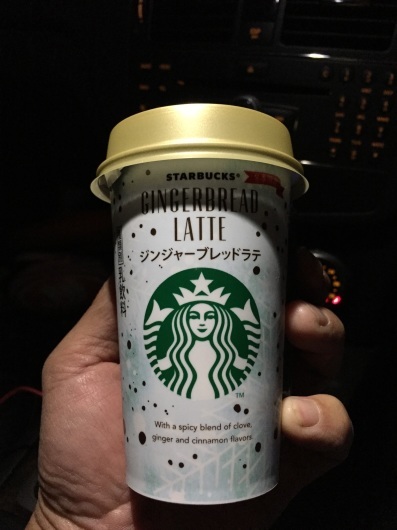 STARBUCKS®
GINGERBREAD
LATTE
ジンジャーブレッドラテ
TM
With a spicy blend of clove,
ginger and cinnamon flavors